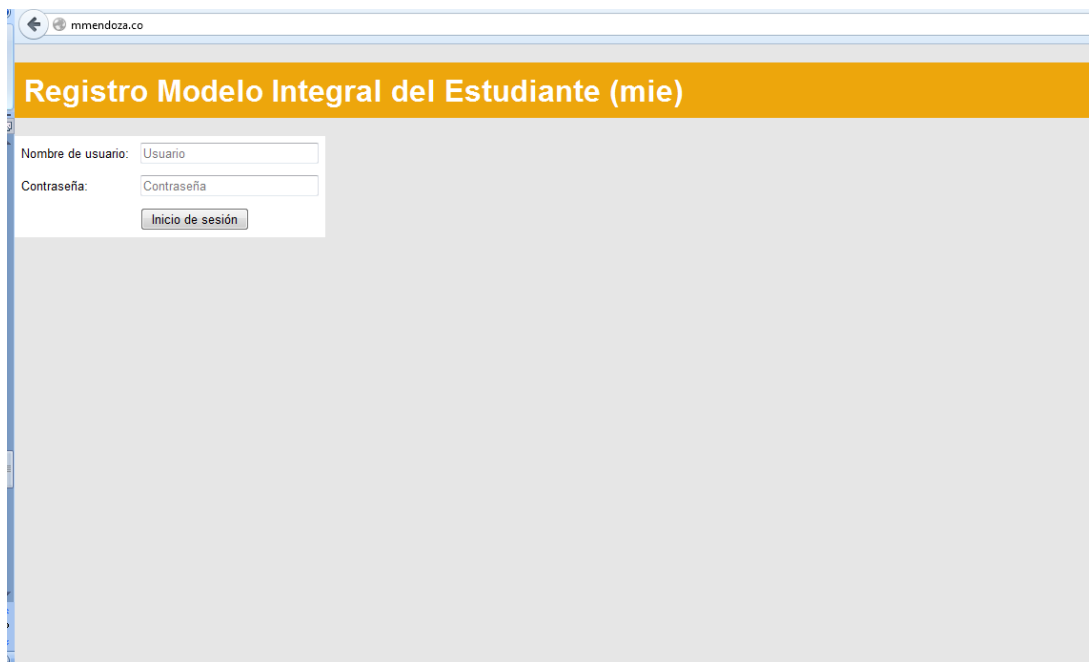 mmendoza.co
Registro Modelo Integral del Estudiante (mie)
Nombre de usuario: Usuario
Contraseña: Contraseña
Inicio de sesión